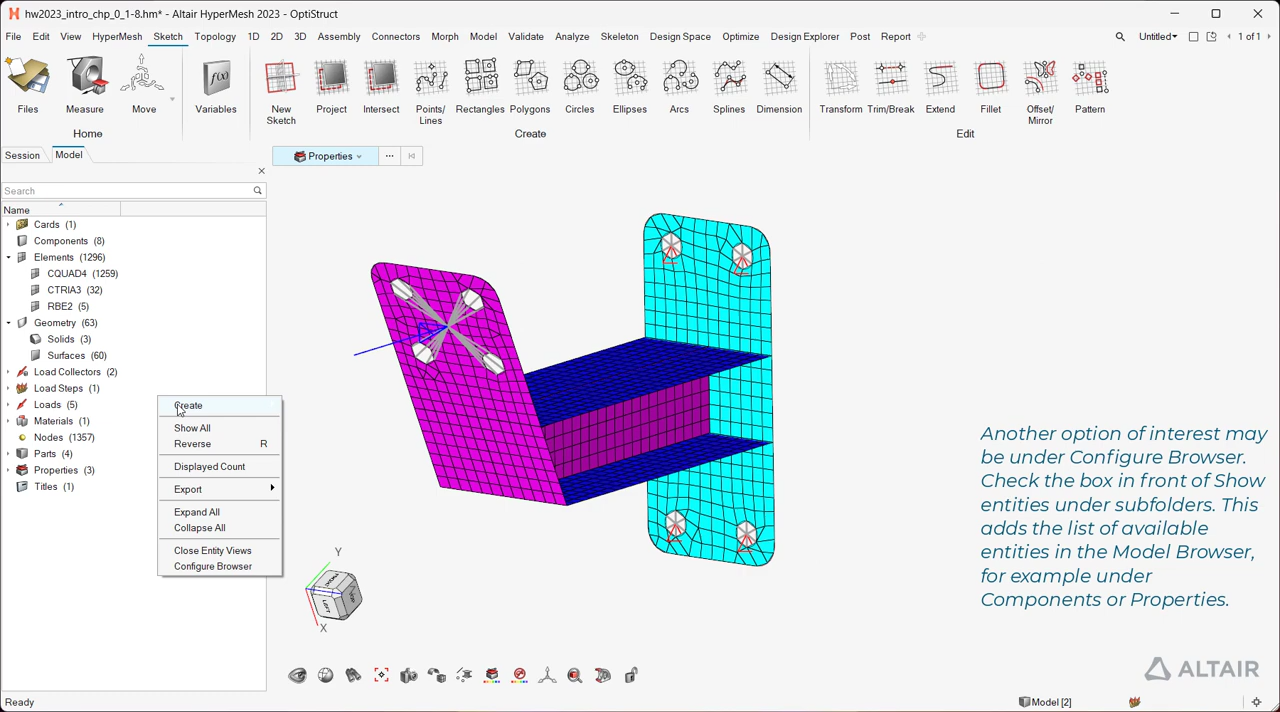 hw2023_intro_chp_0_1-8.hm* - Altair HyperMesh 2023 - OptiStruct
File Edit View HyperMesh Sketch Topology 1D 2D 3D Assembly Connectors Morph Model Validate Analyze Skeleton Design Space Optimize Design Explorer Post Report Untitled 1 of 1
Files Measure Move Variables New Sketch Project Intersect Points/Lines Rectangles Polygons Circles Ellipses Arcs Splines Dimension Transform Trim/Break Extend Fillet Offset/Mirror Pattern
f(x)
Home Create Edit
Session Model
Properties
Search
Name
Cards (1)
Components (8)
Elements (1296)
CQUAD4 (1259)
CTRIA3 (32)
RBE2 (5)
Geometry (63)
Solids (3)
Surfaces (60)
Load Collectors (2)
Load Steps (1)
Loads (5)
Materials (1)
Nodes (1357)
Parts (4)
Properties (3)
Titles (1)
Create
Show All
Reverse R
Displayed Count
Export
Expand All
Collapse All
Close Entity Views
Configure Browser
Another option of interest may
be under Configure Browser.
Check the box in front of Show
entities under subfolders. This
adds the list of available
entities in the Model Browser,
for example under
Components or Properties.
Y
LEFT
X
ALTAIR
Ready Model [2]